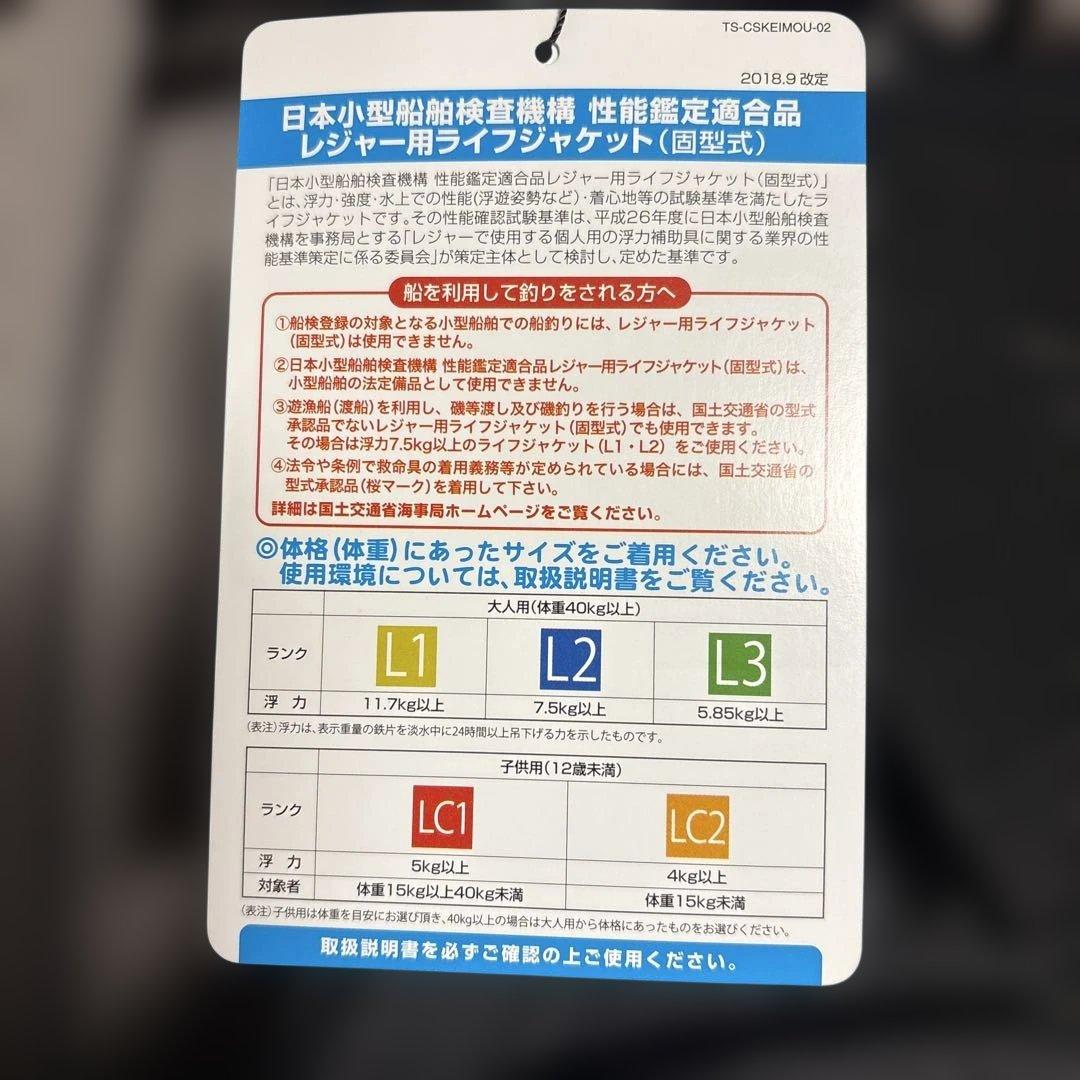 TS-CSKEIMOU-02
2018.9 改定
日本小型船舶検査機構 性能鑑定適合品
レジャー用ライフジャケット(固型式)
「日本小型船舶検査機構 性能鑑定適合品レジャー用ライフジャケット(固型式)」
とは、浮力・強度・水上での性能(浮遊姿勢など)・着心地等の試験基準を満たしたラ
イフジャケットです。その性能確認試験基準は、平成26年度に日本小型船舶検査
機構を事務局とする「レジャーで使用する個人用の浮力補助具に関する業界の性
能基準策定に係る委員会」が策定主体として検討し、定めた基準です。
船を利用して釣りをされる方へ
①船検登録の対象となる小型船舶での船釣りには、レジャー用ライフジャケット
(固型式)は使用できません。
②日本小型船舶検査機構 性能鑑定適合品レジャー用ライフジャケット(固型式)は、
小型船舶の法定備品として使用できません。
③遊漁船(渡船)を利用し、磯等渡し及び磯釣りを行う場合は、国土交通省の型式
承認品でないレジャー用ライフジャケット(固型式)でも使用できます。
その場合は浮力7.5kg以上のライフジャケット(L1・L2) をご使用ください。
④法令や条例で救命具の着用義務等が定められている場合には、国土交通省の
型式承認品(桜マーク)を着用して下さい。
詳細は国土交通省海事局ホームページをご覧ください。
◎体格(体重)にあったサイズをご着用ください。
使用環境については、取扱説明書をご覧ください。
大人用(体重40kg以上)
ランク L1 L2 L3
浮 力 11.7kg以上 7.5kg以上 5.85kg以上
(表注)浮力は、表示重量の鉄片を淡水中に24時間以上吊下げる力を示したものです。
子供用(12歳未満)
ランク LC1 LC2
浮 力 5kg以上 4kg以上
対象者 体重15kg以上40kg未満 体重15kg未満
(表注)子供用は体重を目安にお選び頂き、40kg以上の場合は大人用から体格にあったものをお選びください。
取扱説明書を必ずご確認の上ご使用ください。